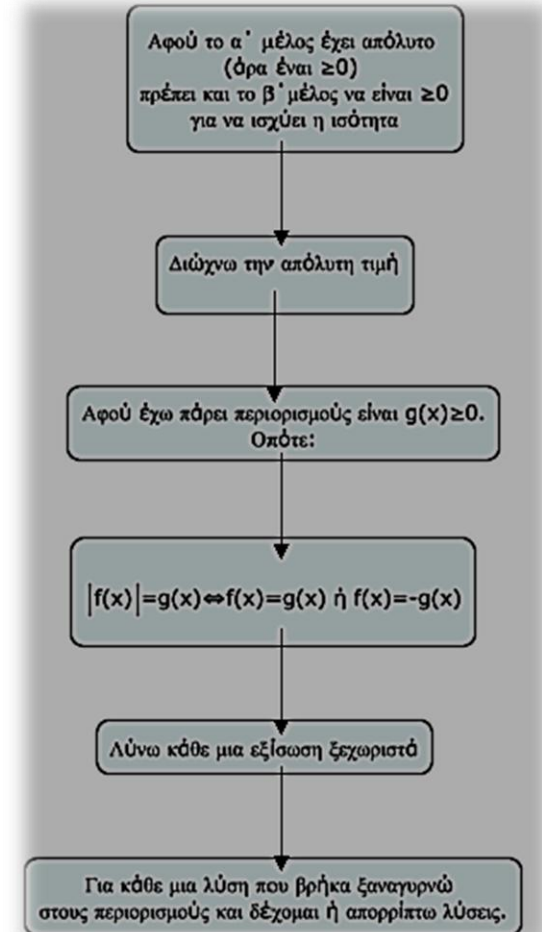 Αφού το α΄ μέλος έχει απόλυτο
(άρα έναι ≥0)
πρέπει και το β΄μέλος να είναι ≥0
για να ισχύει η ισότητα
Διώχνω την απόλυτη τιμή
Αφού έχω πάρει περιορισμούς είναι g(x)≥0.
Οπότε:
|f(x)|=g(x)⇔f(x)=g(x) ή f(x)=-g(x)
Λύνω κάθε μια εξίσωση ξεχωριστά
Για κάθε μια λύση που βρήκα ξαναγυρνώ
στους περιορισμούς και δέχομαι ή απορρίπτω λύσεις.